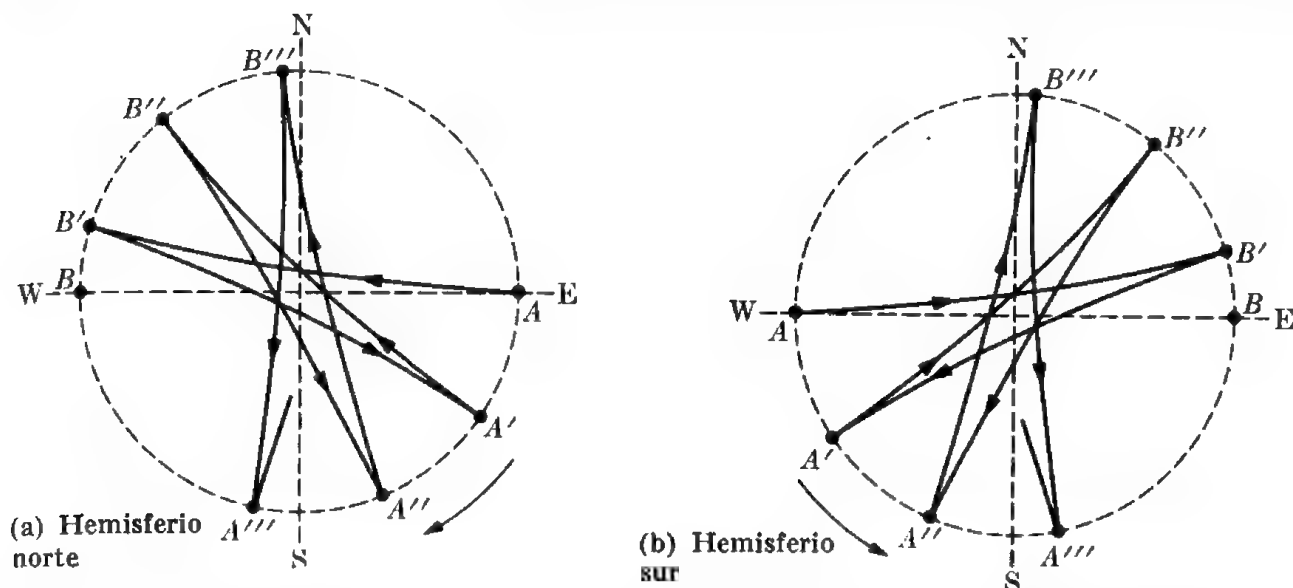 N
B'''
B''
B'
B
W
E
A
A'
A''
A'''
S
(a) Hemisferio
norte
N
B'''
B''
B'
B
W
E
A
A'
A''
A'''
S
(b) Hemisferio
sur